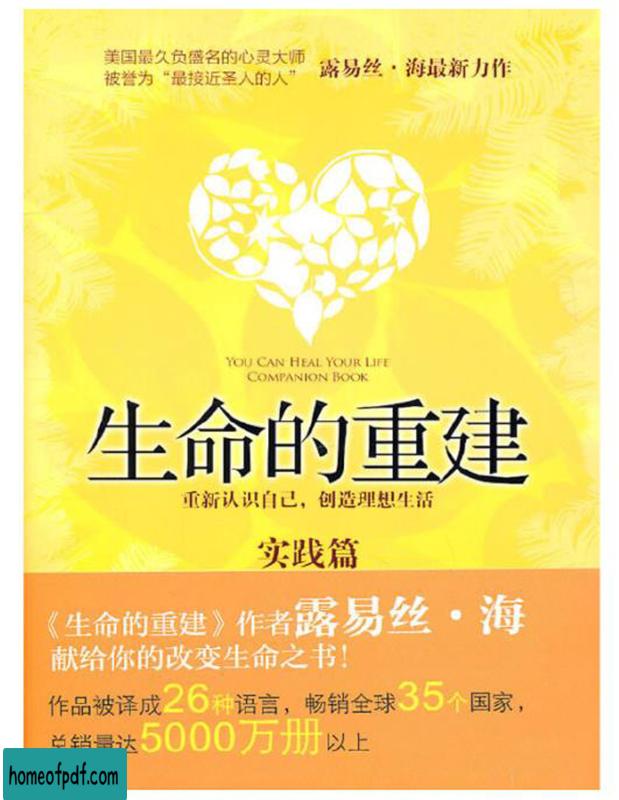 美国最久负盛名的心灵大师
被誉为“最接近圣人的人” 露易丝·海最新力作
YOU CAN HEAL YOUR LIFE
COMPANION BOOK
生命的重建
重新认识自己，创造理想生活
实践篇
《生命的重建》作者露易丝·海
献给你的改变生命之书！
作品被译成26种语言，畅销全球35个国家，
总销量达5000万册以上
homeofpdf.com